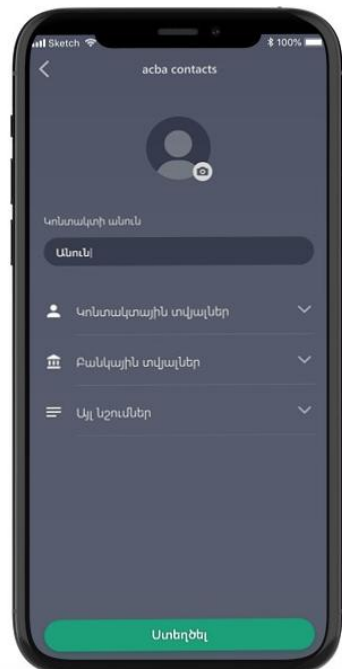 Sketch
100%
acba contacts
Կոնտակտի անուն
Անուն
Կոնտակտային տվյալներ
Բանկային տվյալներ
Այլ նշումներ
Ստեղծել